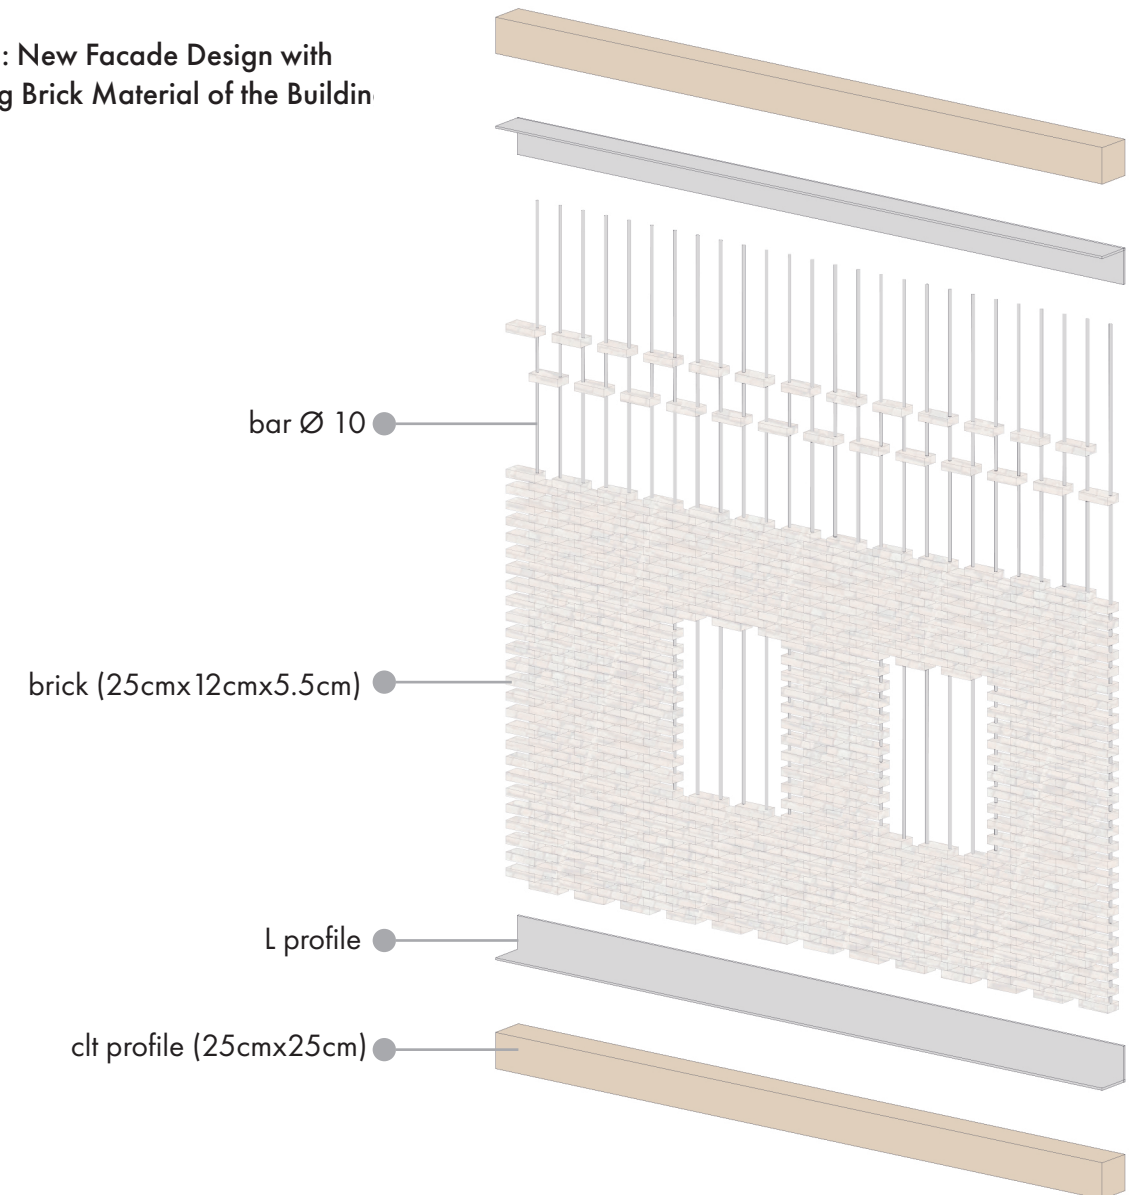 : New Facade Design with
g Brick Material of the Buildin
bar Ø 10
brick (25cmx12cmx5.5cm)
L profile
clt profile (25cmx25cm)